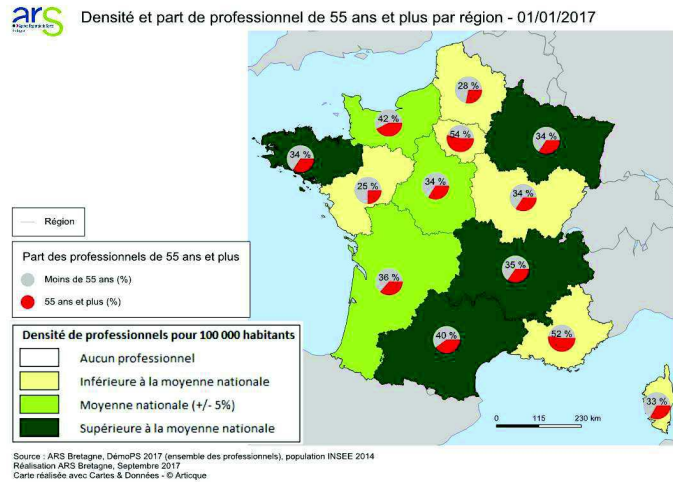 ars
Densité et part de professionnel de 55 ans et plus par région - 01/01/2017
28 %
42 %
54 %
34 %
34 %
25 %
34 %
34 %
36 %
35 %
40 %
52 %
33 %
Région
Part des professionnels de 55 ans et plus
Moins de 55 ans (%)
55 ans et plus (%)
Densité de professionnels pour 100 000 habitants
Aucun professionnel
Inférieure à la moyenne nationale
Moyenne nationale (+/- 5%)
Supérieure à la moyenne nationale
0 115 230 km
Source : ARS Bretagne, DémoPS 2017 (ensemble des professionnels), population INSEE 2014
Réalisation ARS Bretagne, Septembre 2017
Carte réalisée avec Cartes & Données - © Articque